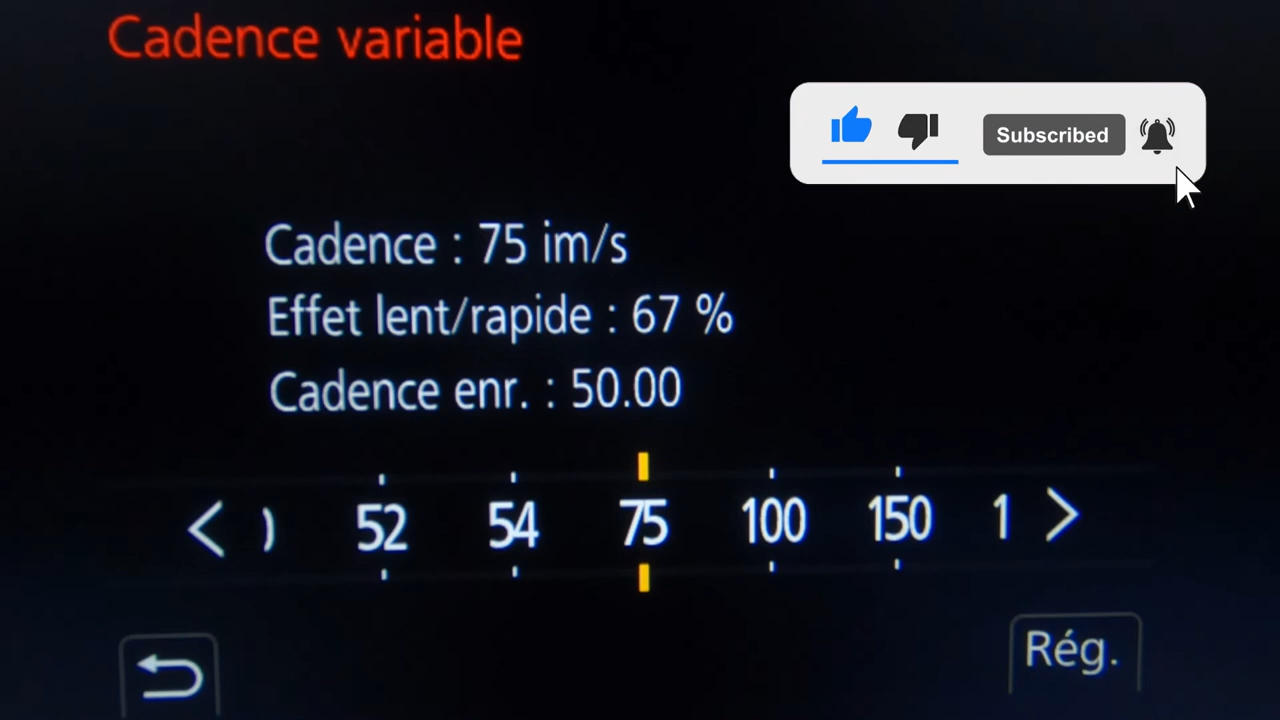 Cadence variable
Subscribed
Cadence : 75 im/s
Effet lent/rapide : 67 %
Cadence enr. : 50.00
52 54 75 100 150
Rég.